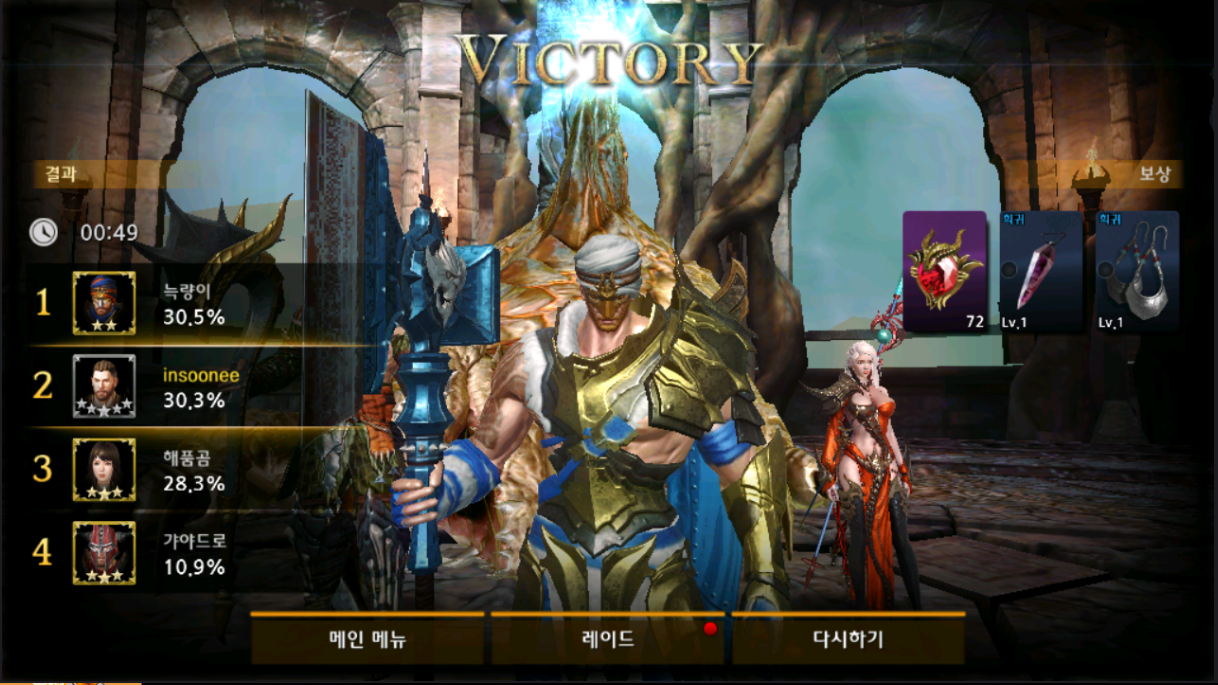 VICTORY
결과
00:49
1
늑량이
30.5%
2
insoonee
30.3%
3
해품곰
28.3%
4
갸야드로
10.9%
보상
72
희귀
Lv.1
희귀
Lv.1
메인 메뉴
레이드
다시하기